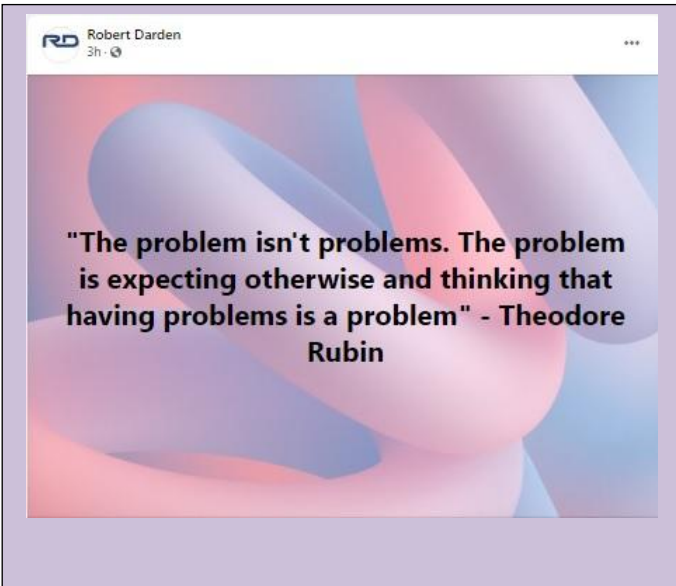 RD
Robert Darden
3h ·
"The problem isn't problems. The problem
is expecting otherwise and thinking that
having problems is a problem" - Theodore
Rubin